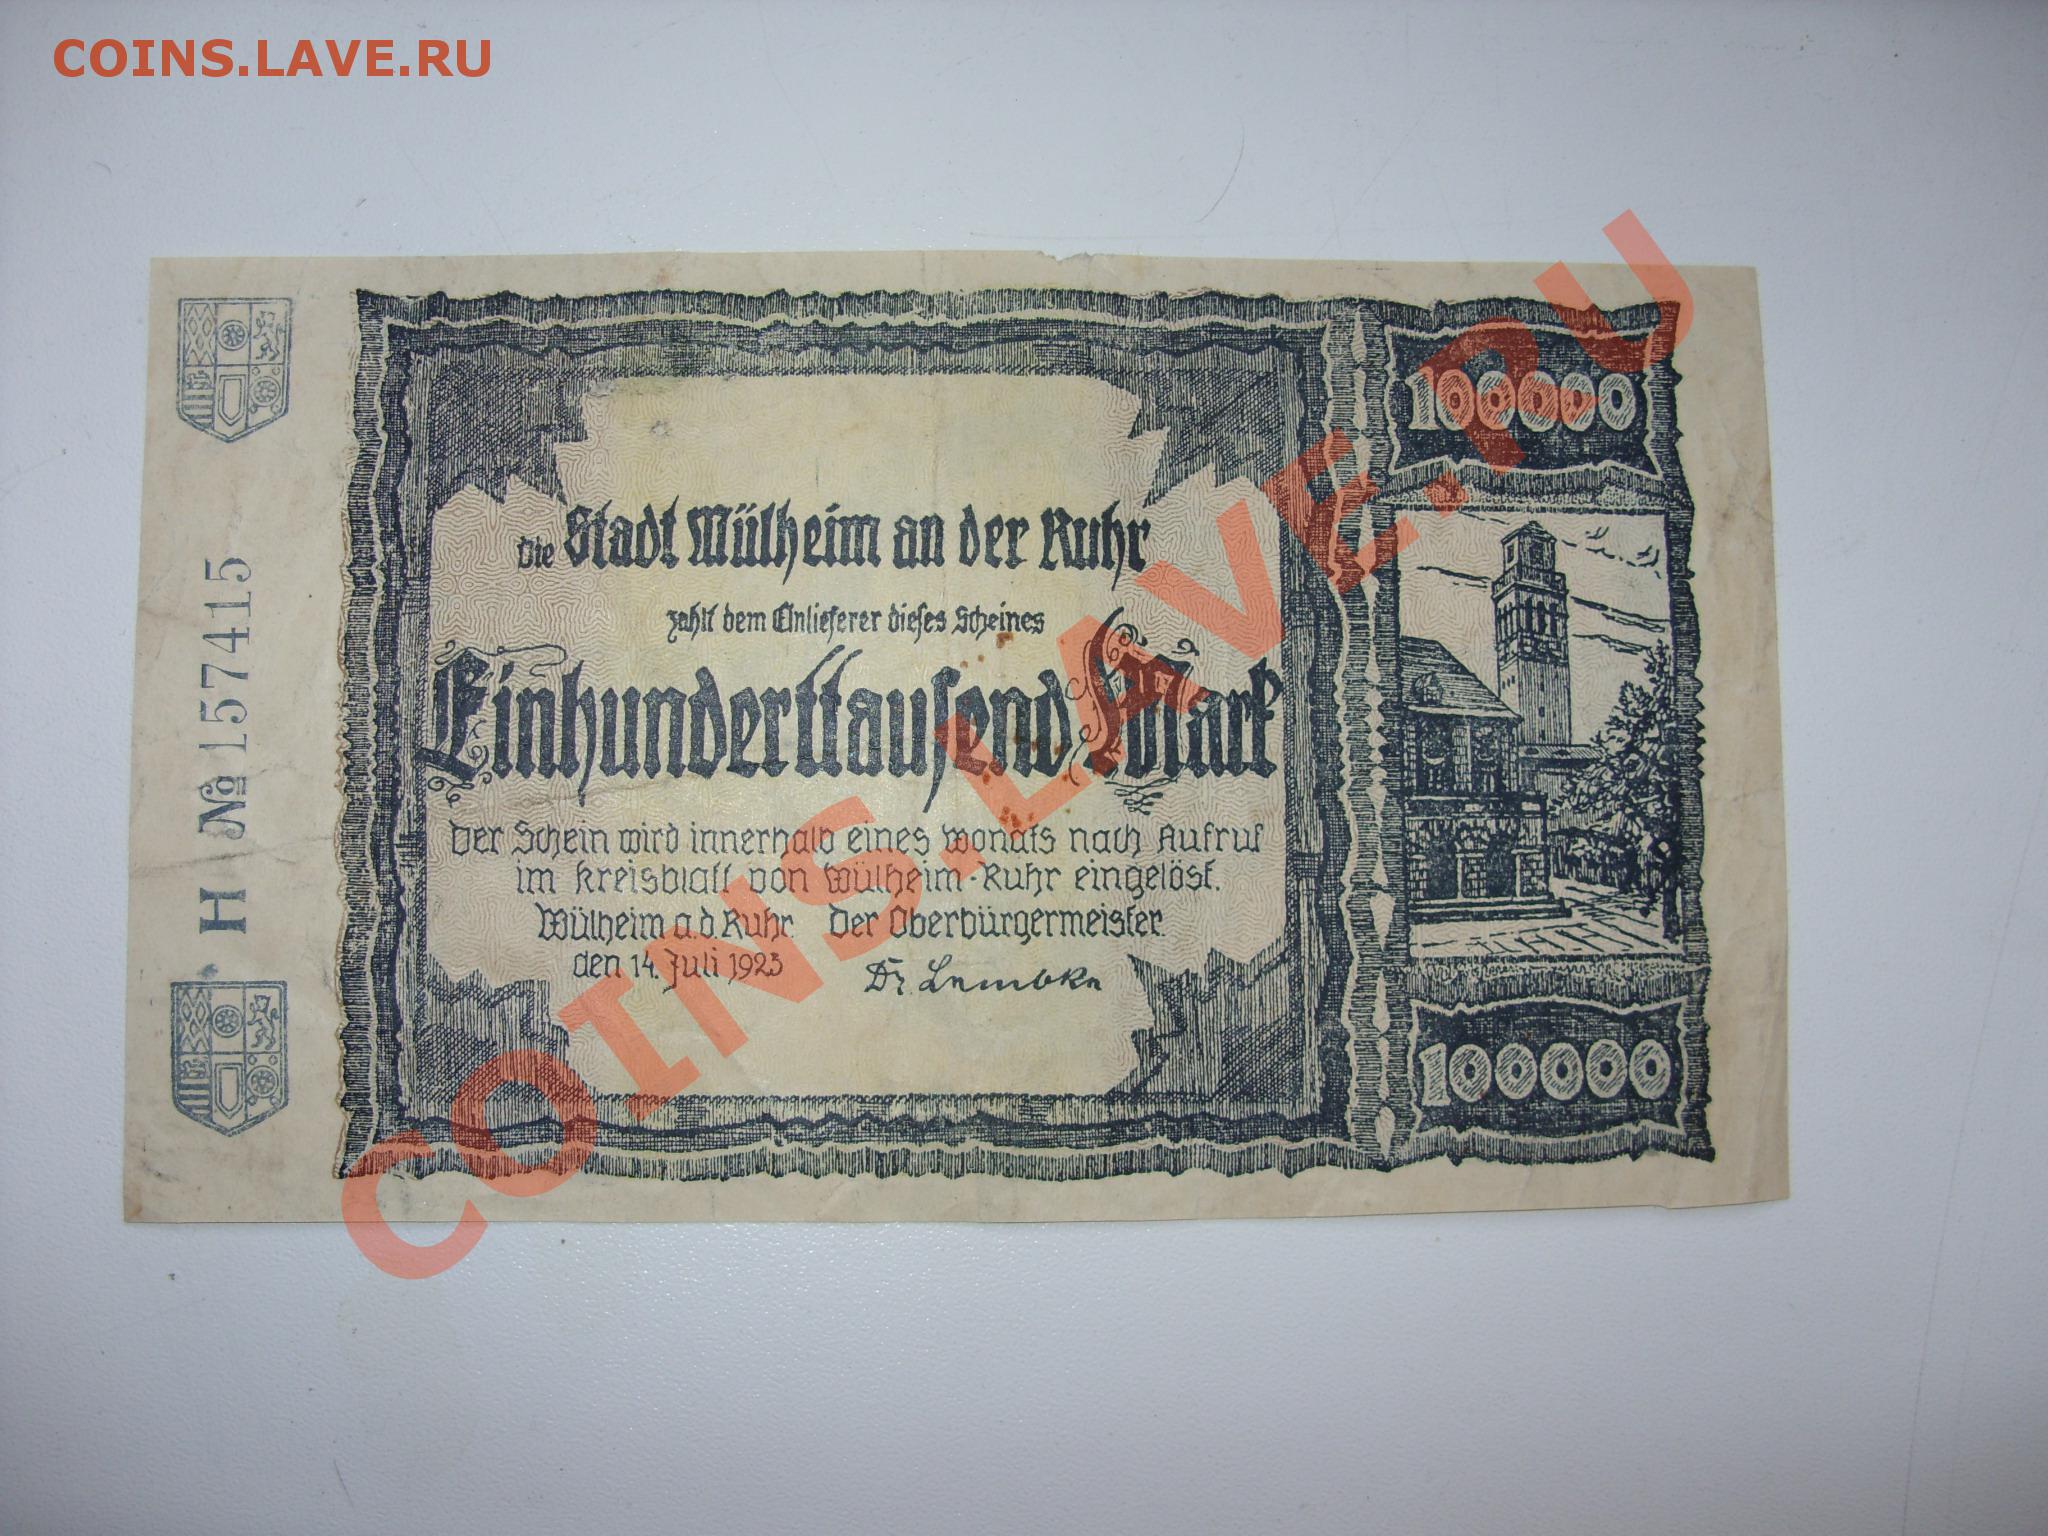 COINS.LAVE.RU
H № 157415
100000
Die Stadt Mülheim an der Ruhr
zahlt dem Einlieferer dieses Scheines
Einhunderttausend Mark
Der Schein wird innerhalb eines Monats nach Aufruf
im Kreisblatt von Mülheim-Ruhr eingelöst.
Mülheim a.d. Ruhr. Der Oberbürgermeister.
den 14. Juli 1923 Dr. Lembke
100000
COINS.LAVE.RU